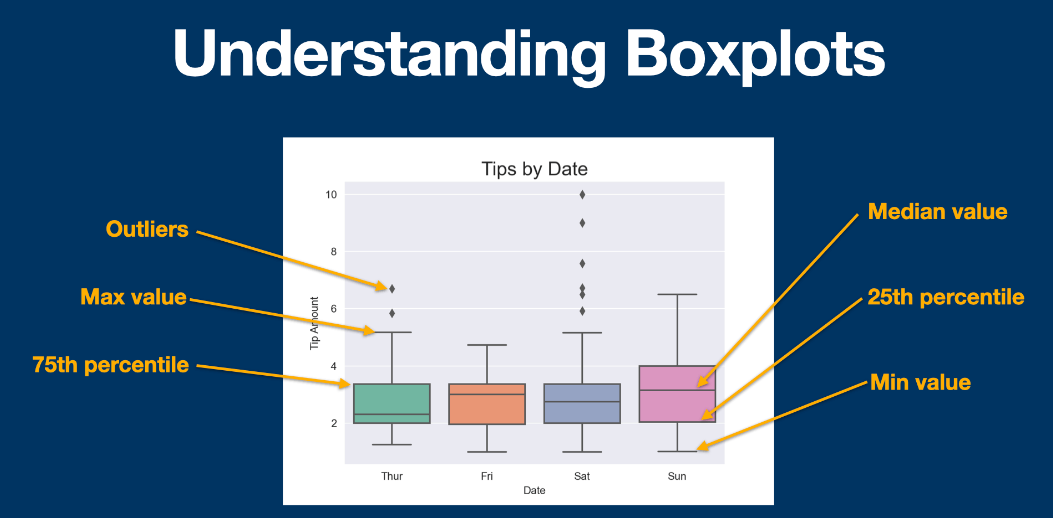 Understanding Boxplots
Tips by Date
10
8
6
4
2
Tip Amount
Thur
Fri
Sat
Sun
Date
Outliers
Max value
75th percentile
Median value
25th percentile
Min value